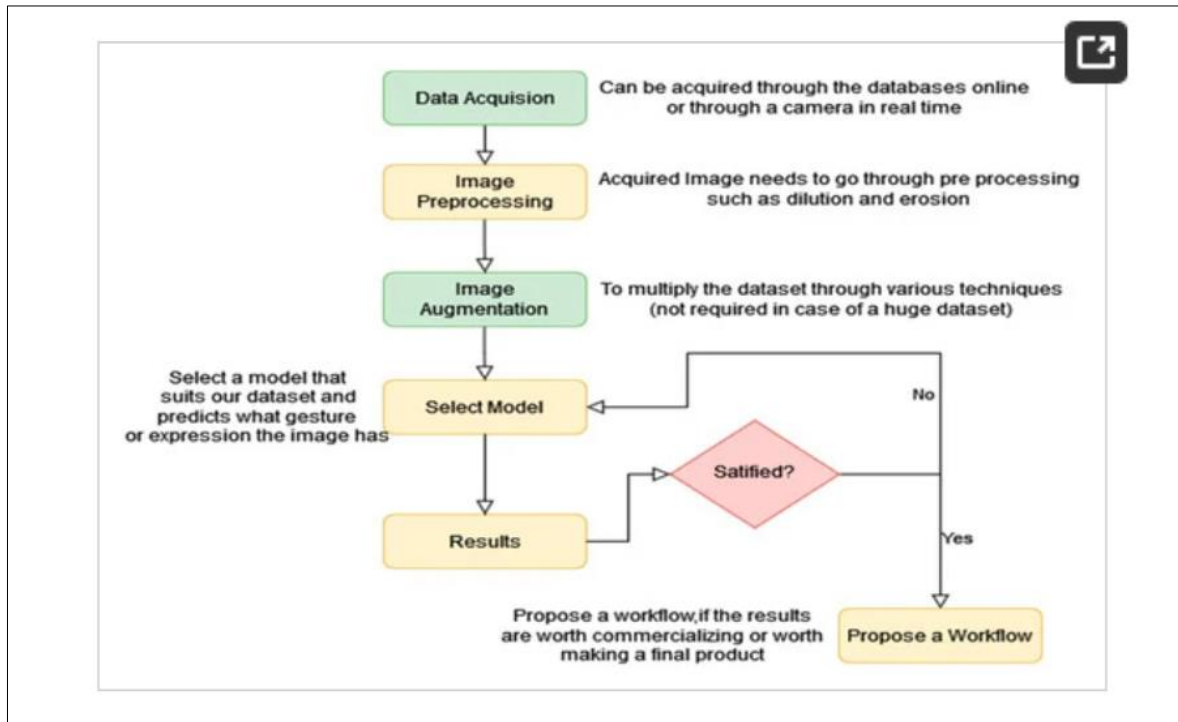 Data Acquision
Can be acquired through the databases online
or through a camera in real time
Image
Preprocessing
Acquired Image needs to go through pre processing
such as dilution and erosion
Image
Augmentation
To multiply the dataset through various techniques
(not required in case of a huge dataset)
Select a model that
suits our dataset and
predicts what gesture
or expression the image has
Select Model
No
Satified?
Results
Yes
Propose a workflow,if the results
are worth commercializing or worth
making a final product
Propose a Workflow